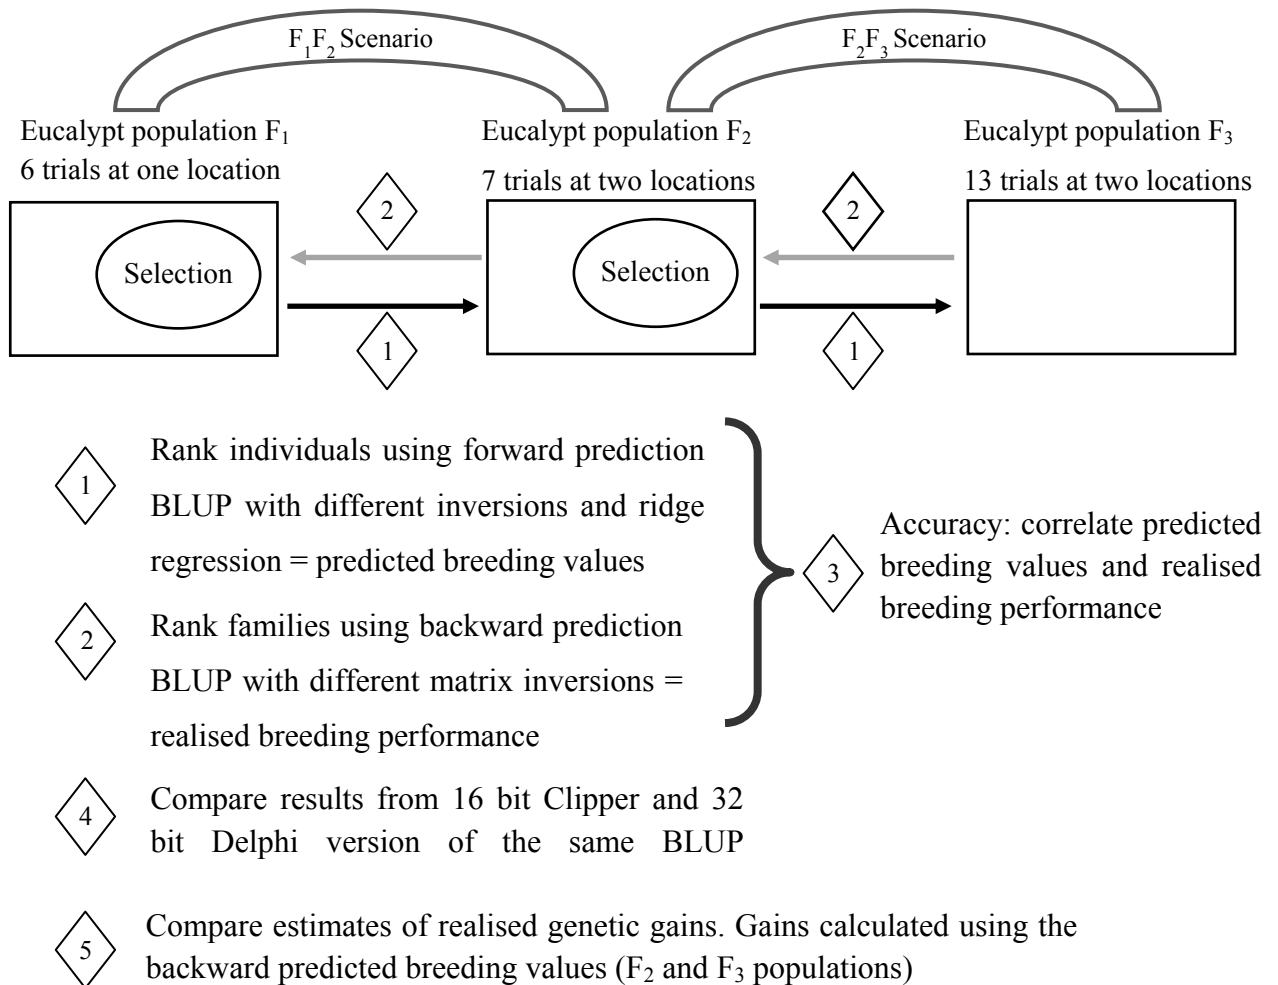 F₁F₂ Scenario
F₂F₃ Scenario
Eucalypt population F₁
6 trials at one location
Eucalypt population F₂
7 trials at two locations
Eucalypt population F₃
13 trials at two locations
2
2
Selection
Selection
1
1
1
Rank individuals using forward prediction
BLUP with different inversions and ridge
regression = predicted breeding values
2
Rank families using backward prediction
BLUP with different matrix inversions =
realised breeding performance
3
Accuracy: correlate predicted
breeding values and realised
breeding performance
4
Compare results from 16 bit Clipper and 32
bit Delphi version of the same BLUP
5
Compare estimates of realised genetic gains. Gains calculated using the
backward predicted breeding values (F₂ and F₃ populations)